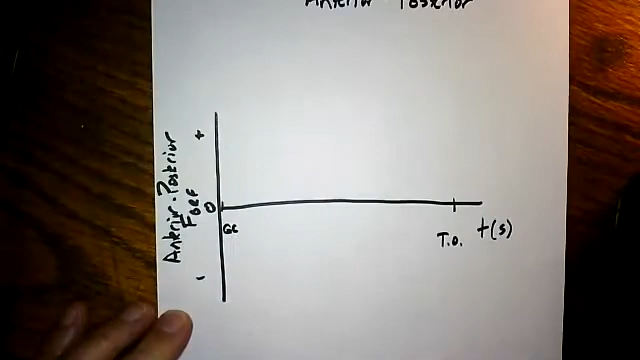 Anterior Posterior
+
Anterior-Posterior
Force
0
-
GC
T.O.
t(s)